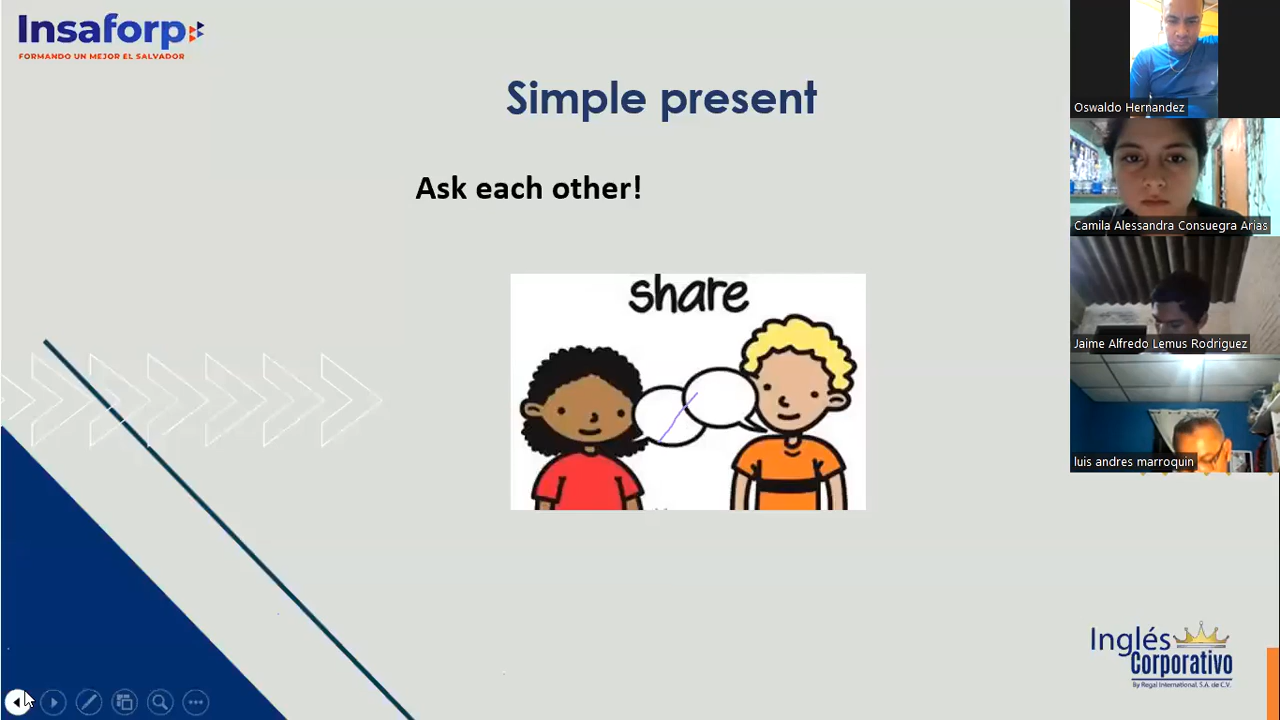 Insaforp
FORMANDO UN MEJOR EL SALVADOR
Simple present
Ask each other!
share
Oswaldo Hernandez
Camila Alessandra Consuegra Arias
Jaime Alfredo Lemus Rodriguez
luis andres marroquin
Inglés
Corporativo
By Regal International, S.A. de C.V.